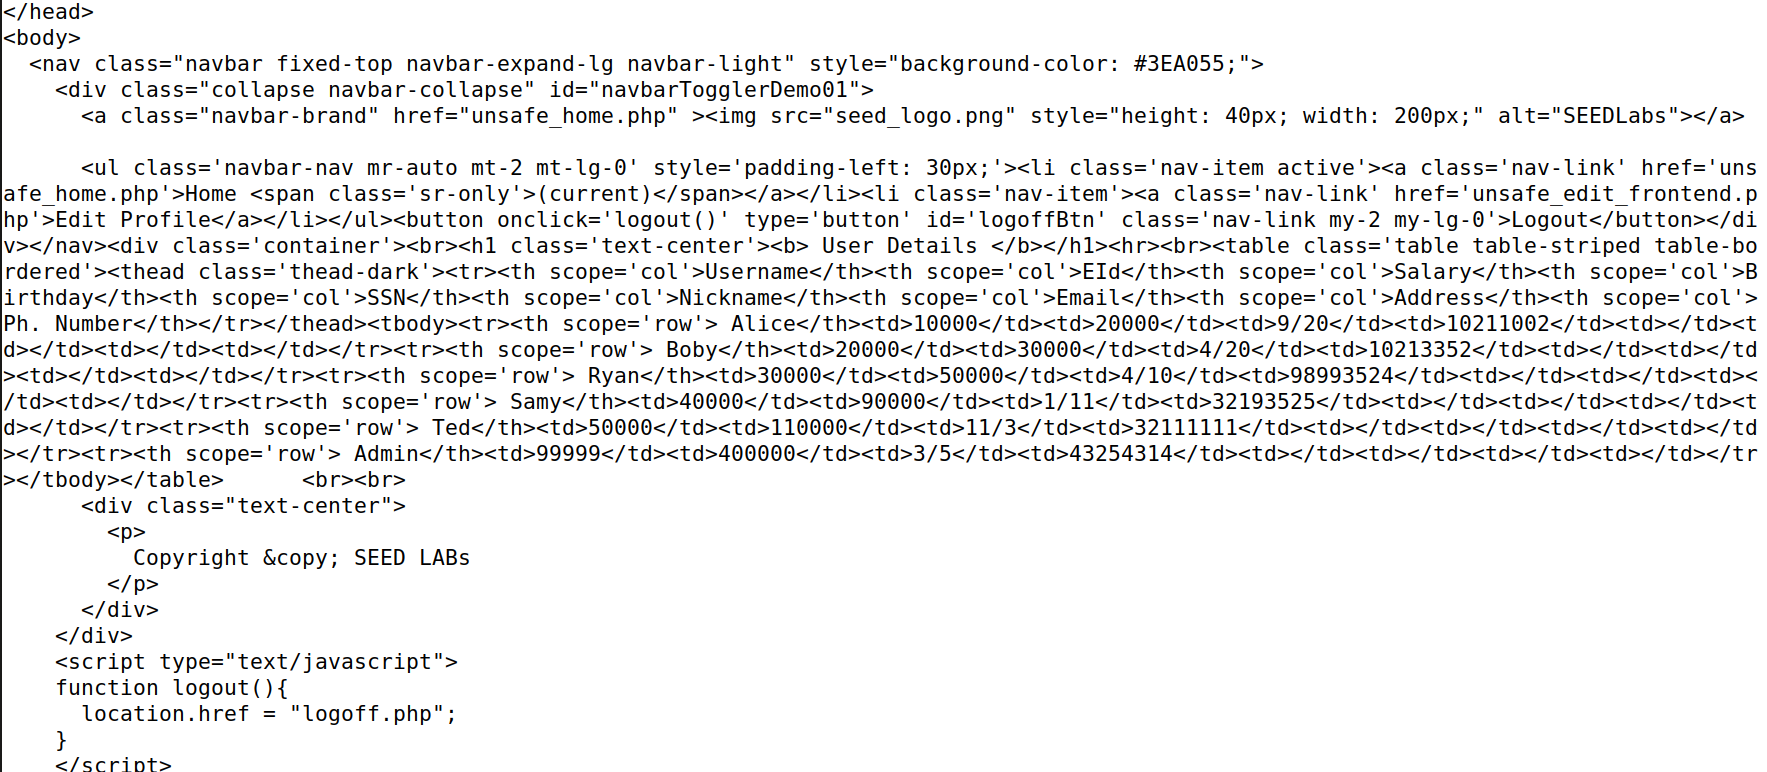 </head>
<body>
  <nav class="navbar fixed-top navbar-expand-lg navbar-light" style="background-color: #3EA055;">
    <div class="collapse navbar-collapse" id="navbarTogglerDemo01">
      <a class="navbar-brand" href="unsafe_home.php" ><img src="seed_logo.png" style="height: 40px; width: 200px;" alt="SEEDLabs"></a>

      <ul class='navbar-nav mr-auto mt-2 mt-lg-0' style='padding-left: 30px;'><li class='nav-item active'><a class='nav-link' href='uns
afe_home.php'>Home <span class='sr-only'>(current)</span></a></li><li class='nav-item'><a class='nav-link' href='unsafe_edit_frontend.p
hp'>Edit Profile</a></li></ul><button onclick='logout()' type='button' id='logoffBtn' class='nav-link my-2 my-lg-0'>Logout</button></di
v></nav><div class='container'><br><h1 class='text-center'><b> User Details </b></h1><hr><br><table class='table table-striped table-bo
rdered'><thead class='thead-dark'><tr><th scope='col'>Username</th><th scope='col'>EId</th><th scope='col'>Salary</th><th scope='col'>B
irthday</th><th scope='col'>SSN</th><th scope='col'>Nickname</th><th scope='col'>Email</th><th scope='col'>Address</th><th scope='col'>
Ph. Number</th></tr></thead><tbody><tr><th scope='row'> Alice</th><td>10000</td><td>20000</td><td>9/20</td><td>10211002</td><td></td><t
d></td><td></td><td></td></tr><tr><th scope='row'> Boby</th><td>20000</td><td>30000</td><td>4/20</td><td>10213352</td><td></td><td></td
><td></td><td></td></tr><tr><th scope='row'> Ryan</th><td>30000</td><td>50000</td><td>4/10</td><td>98993524</td><td></td><td></td><td><
/td><td></td></tr><tr><th scope='row'> Samy</th><td>40000</td><td>90000</td><td>1/11</td><td>32193525</td><td></td><td></td><td></td><t
d></td></tr><tr><th scope='row'> Ted</th><td>50000</td><td>110000</td><td>11/3</td><td>32111111</td><td></td><td></td><td></td><td></td
></tr><tr><th scope='row'> Admin</th><td>99999</td><td>400000</td><td>3/5</td><td>43254314</td><td></td><td></td><td></td><td></td></tr
></tbody></table>      <br><br>
      <div class="text-center">
        <p>
          Copyright &copy; SEED LABs
        </p>
      </div>
    </div>
    <script type="text/javascript">
    function logout(){
      location.href = "logoff.php";
    }
    </script>